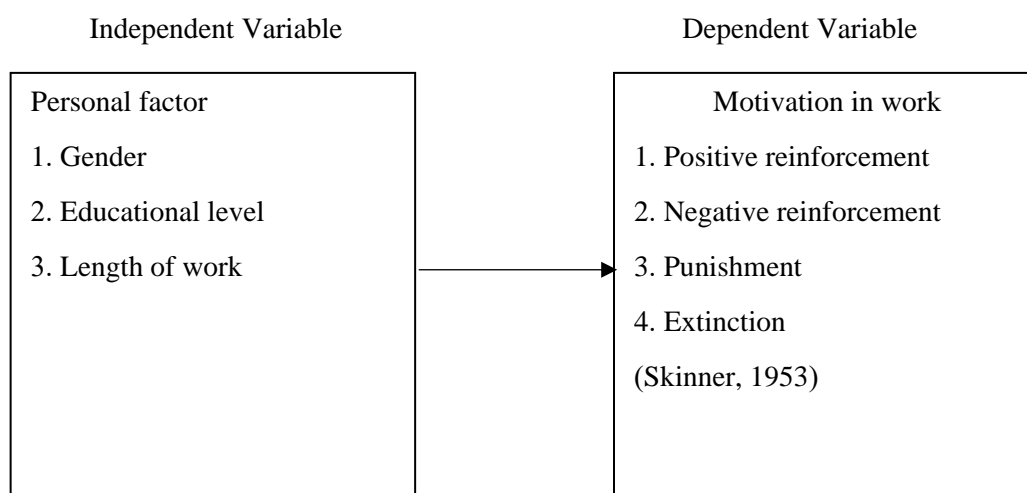 Independent Variable
Dependent Variable
Personal factor
1. Gender
2. Educational level
3. Length of work
Motivation in work
1. Positive reinforcement
2. Negative reinforcement
3. Punishment
4. Extinction
(Skinner, 1953)